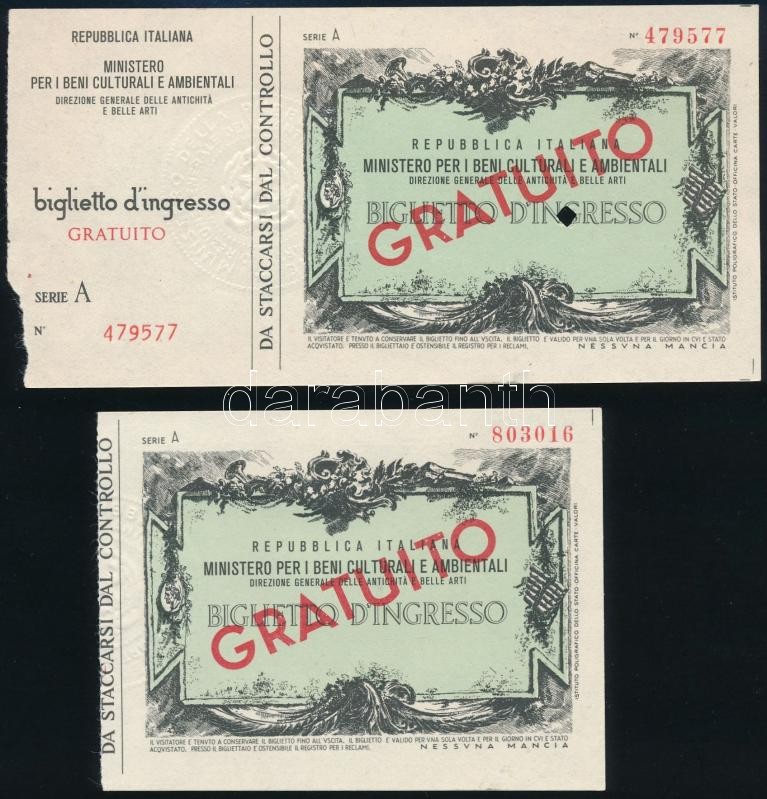 REPUBBLICA ITALIANA
MINISTERO
PER I BENI CULTURALI E AMBIENTALI
DIREZIONE GENERALE DELLE ANTICHITÀ
E BELLE ARTI
biglietto d'ingresso
GRATUITO
SERIE A
N° 479577
DA STACCARSI DAL CONTROLLO
SERIE A
N° 479577
REPUBBLICA ITALIANA
MINISTERO PER I BENI CULTURALI E AMBIENTALI
DIREZIONE GENERALE DELLE ANTICHITÀ E BELLE ARTI
BIGLIETTO D'INGRESSO
GRATUITO
IL VISITATORE E TENVTO A CONSERVARE IL BIGLIETTO FINO ALL'VSCITA. IL BIGLIETTO E VALIDO PER VNA SOLA VOLTA E PER IL GIORNO IN CVI E STATO
ACQVISTATO. PRESSO IL BIGLIETTAIO E OSTENSIBILE IL REGISTRO PER I RECLAMI. NESSVNA MANCIA
ISTITUTO POLIGRAFICO DELLO STATO-OFFICINA CARTE-VALORI
darabanth
DA STACCARSI DAL CONTROLLO
SERIE A
N° 803016
REPUBBLICA ITALIANA
MINISTERO PER I BENI CULTURALI E AMBIENTALI
DIREZIONE GENERALE DELLE ANTICHITÀ E BELLE ARTI
BIGLIETTO D'INGRESSO
GRATUITO
IL VISITATORE E TENVTO A CONSERVARE IL BIGLIETTO FINO ALL'VSCITA. IL BIGLIETTO E VALIDO PER VNA SOLA VOLTA E PER IL GIORNO IN CVI E STATO
ACQVISTATO. PRESSO IL BIGLIETTAIO E OSTENSIBILE IL REGISTRO PER I RECLAMI. NESSVNA MANCIA
ISTITUTO POLIGRAFICO DELLO STATO-OFFICINA CARTE-VALORI